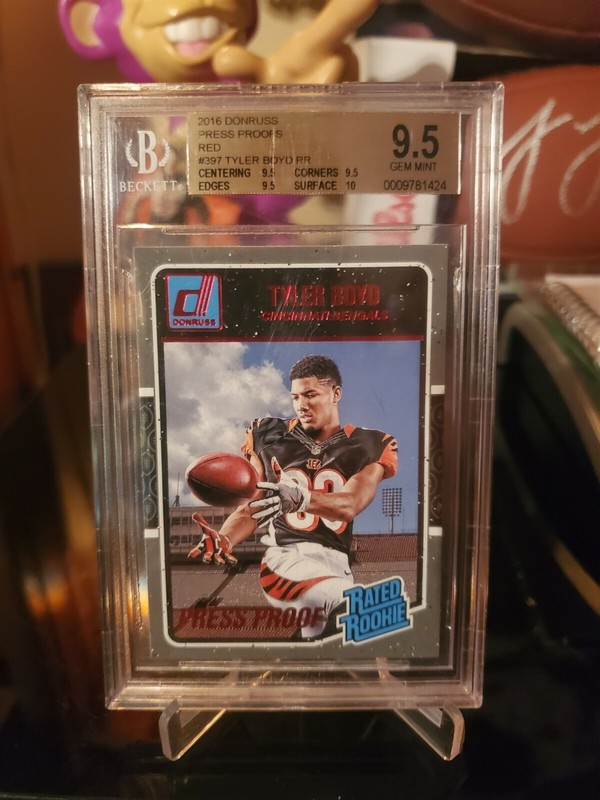 2016 DONRUSS
PRESS PROOFS
RED
#397 TYLER BOYD RR
CENTERING 9.5 CORNERS 9.5
EDGES 9.5 SURFACE 10
9.5
GEM MINT
0009781424
B
BECKETT
d
DONRUSS
TYLER BOYD
CINCINNATI BENGALS
83
PRESS PROOF
RATED
ROOKIE